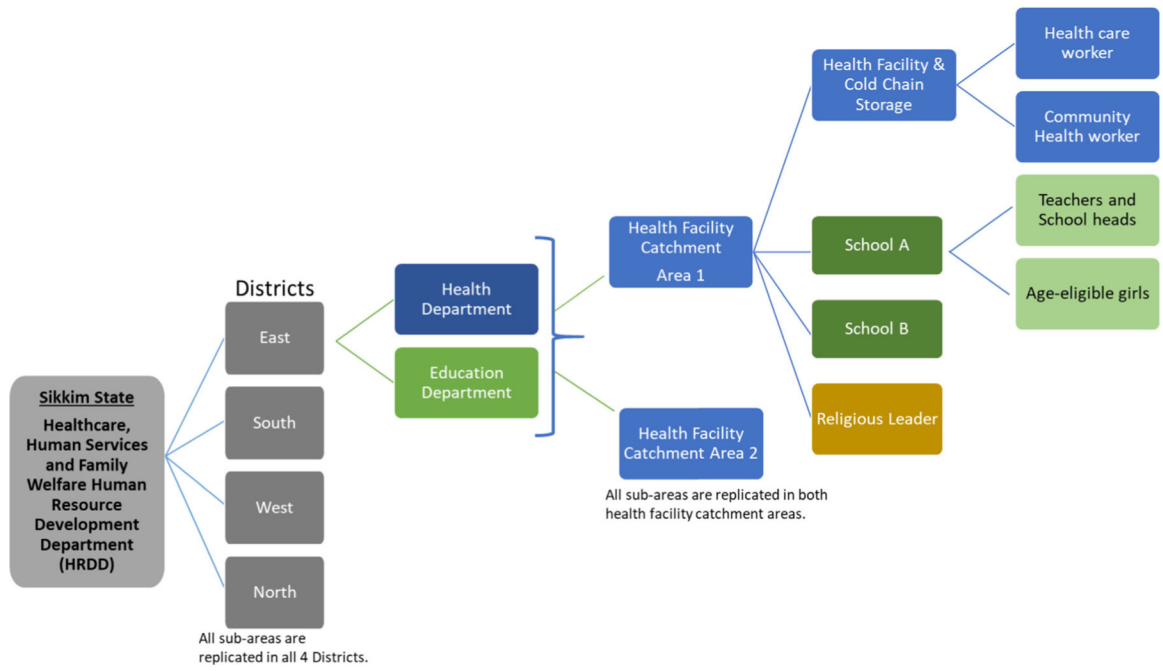 Sikkim State
Healthcare,
Human Services
and Family
Welfare Human
Resource
Development
Department
(HRDD)
Districts
East
South
West
North
All sub-areas are
replicated in all 4 Districts.
Health
Department
Education
Department
Health Facility
Catchment
Area 1
Health Facility
Catchment Area 2
All sub-areas are replicated in both
health facility catchment areas.
Health Facility &
Cold Chain
Storage
School A
School B
Religious Leader
Health care
worker
Community
Health worker
Teachers and
School heads
Age-eligible girls